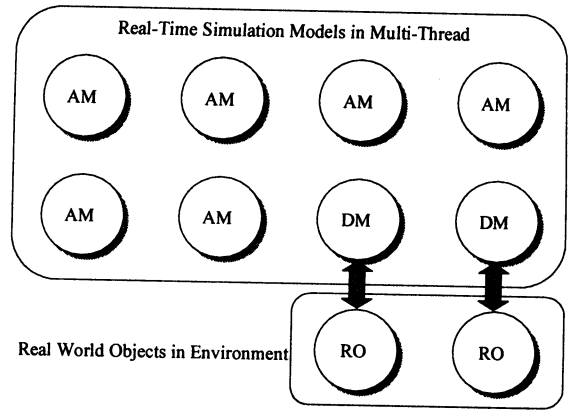 Real-Time Simulation Models in Multi-Thread
AM AM AM AM
AM AM DM DM
Real World Objects in Environment RO RO